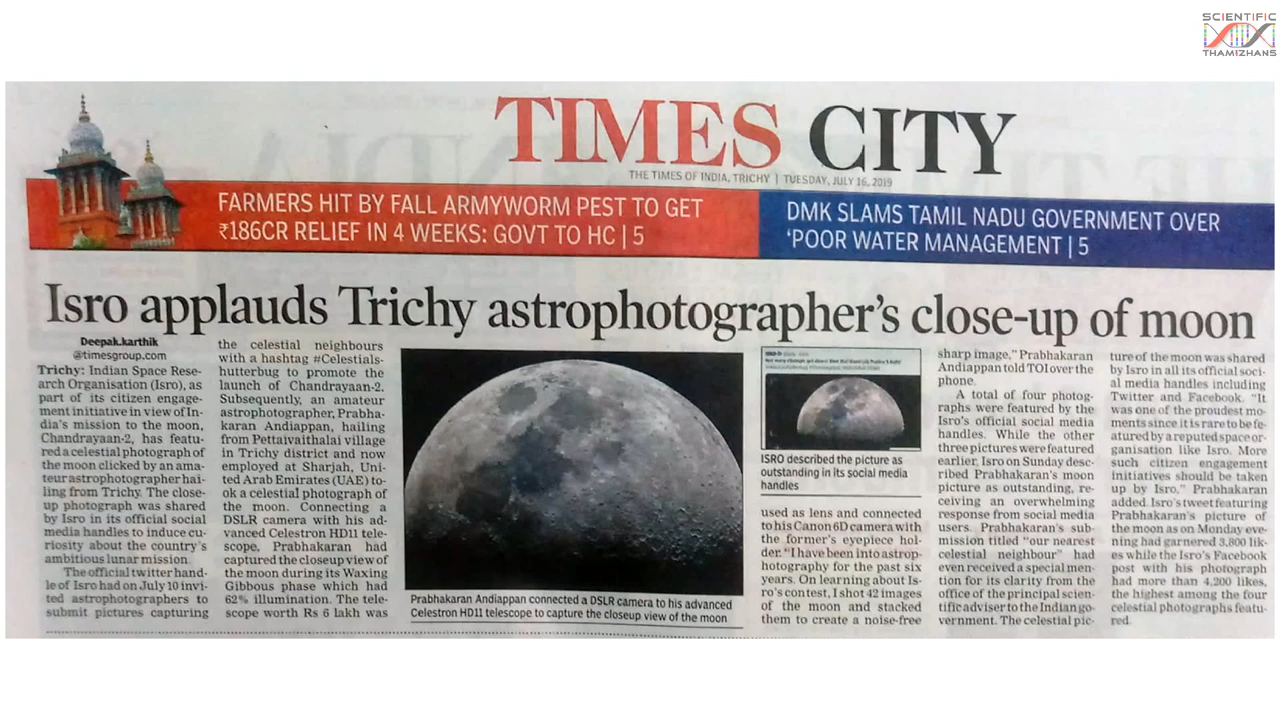 SCIENTIFIC
THAMIZHANS
TIMES CITY
THE TIMES OF INDIA, TRICHY | TUESDAY, JULY 16, 2019
FARMERS HIT BY FALL ARMYWORM PEST TO GET
₹186CR RELIEF IN 4 WEEKS: GOVT TO HC | 5
DMK SLAMS TAMIL NADU GOVERNMENT OVER
‘POOR WATER MANAGEMENT | 5
Isro applauds Trichy astrophotographer’s close-up of moon
Deepak.karthik
@timesgroup.com
Trichy: Indian Space Rese-
arch Organisation (Isro), as
part of its citizen engage-
ment initiative in view of In-
dia’s mission to the moon,
Chandrayaan-2, has featu-
red a celestial photograph of
the moon clicked by an ama-
teur astrophotographer hai-
ling from Trichy. The close-
up photograph was shared
by Isro in its official social
media handles to induce cu-
riosity about the country’s
ambitious lunar mission.
The official twitter hand-
le of Isro had on July 10 invi-
ted astrophotographers to
submit pictures capturing
the celestial neighbours
with a hashtag #Celestials-
hutterbug to promote the
launch of Chandrayaan-2.
Subsequently, an amateur
astrophotographer, Prabha-
karan Andiappan, hailing
from Pettaivaithalai village
in Trichy district and now
employed at Sharjah, Uni-
ted Arab Emirates (UAE) to-
ok a celestial photograph of
the moon. Connecting a
DSLR camera with his ad-
vanced Celestron HD11 tele-
scope, Prabhakaran had
captured the closeup view of
the moon during its Waxing
Gibbous phase which had
62% illumination. The tele-
scope worth Rs 6 lakh was
Prabhakaran Andiappan connected a DSLR camera to his advanced
Celestron HD11 telescope to capture the closeup view of the moon
ISRO described the picture as
outstanding in its social media
handles
used as lens and connected
to his Canon 6D camera with
the former’s eyepiece hol-
der. “I have been into astrop-
hotography for the past six
years. On learning about Is-
ro’s contest, I shot 42 images
of the moon and stacked
them to create a noise-free
sharp image,” Prabhakaran
Andiappan told TOI over the
phone.
A total of four photog-
raphs were featured by the
Isro’s official social media
handles. While the other
three pictures were featured
earlier, Isro on Sunday desc-
ribed Prabhakaran’s moon
picture as outstanding, re-
ceiving an overwhelming
response from social media
users. Prabhakaran’s sub-
mission titled “our nearest
celestial neighbour” had
even received a special men-
tion for its clarity from the
office of the principal scien-
tific adviser to the Indian go-
vernment. The celestial pic-
ture of the moon was shared
by Isro in all its official soci-
al media handles including
Twitter and Facebook. “It
was one of the proudest mo-
ments since it is rare to be fe-
atured by a reputed space or-
ganisation like Isro. More
such citizen engagement
initiatives should be taken
up by Isro,” Prabhakaran
added. Isro’s tweet featuring
Prabhakaran’s picture of
the moon as on Monday eve-
ning had garnered 3,800 lik-
es while the Isro’s Facebook
post with his photograph
had more than 4,200 likes,
the highest among the four
celestial photographs featu-
red.